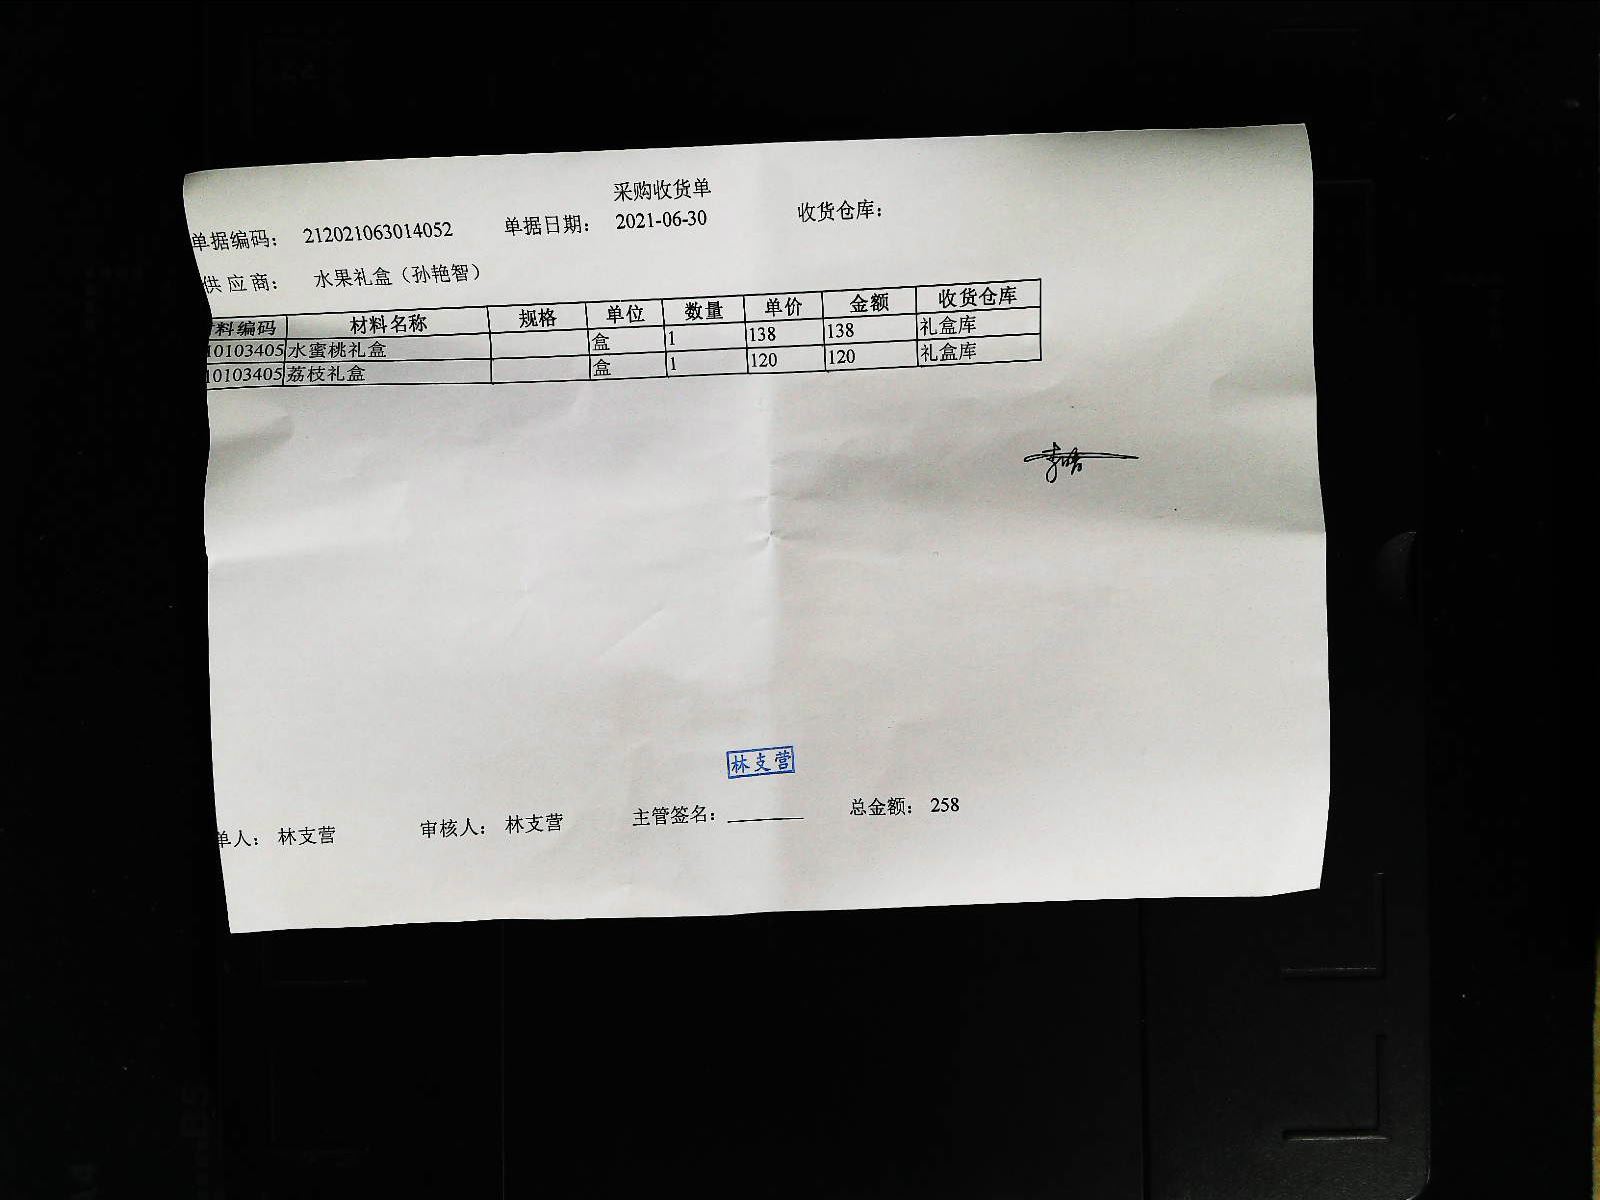 采购收货单
单据编码： 212021063014052 单据日期： 2021-06-30 收货仓库：
供应商： 水果礼盒（孙艳智）
材料编码 材料名称 规格 单位 数量 单价 金额 收货仓库
10103405 水蜜桃礼盒 盒 1 138 138 礼盒库
10103405 荔枝礼盒 盒 1 120 120 礼盒库
林支营
单人： 林支营 审核人： 林支营 主管签名： 总金额： 258